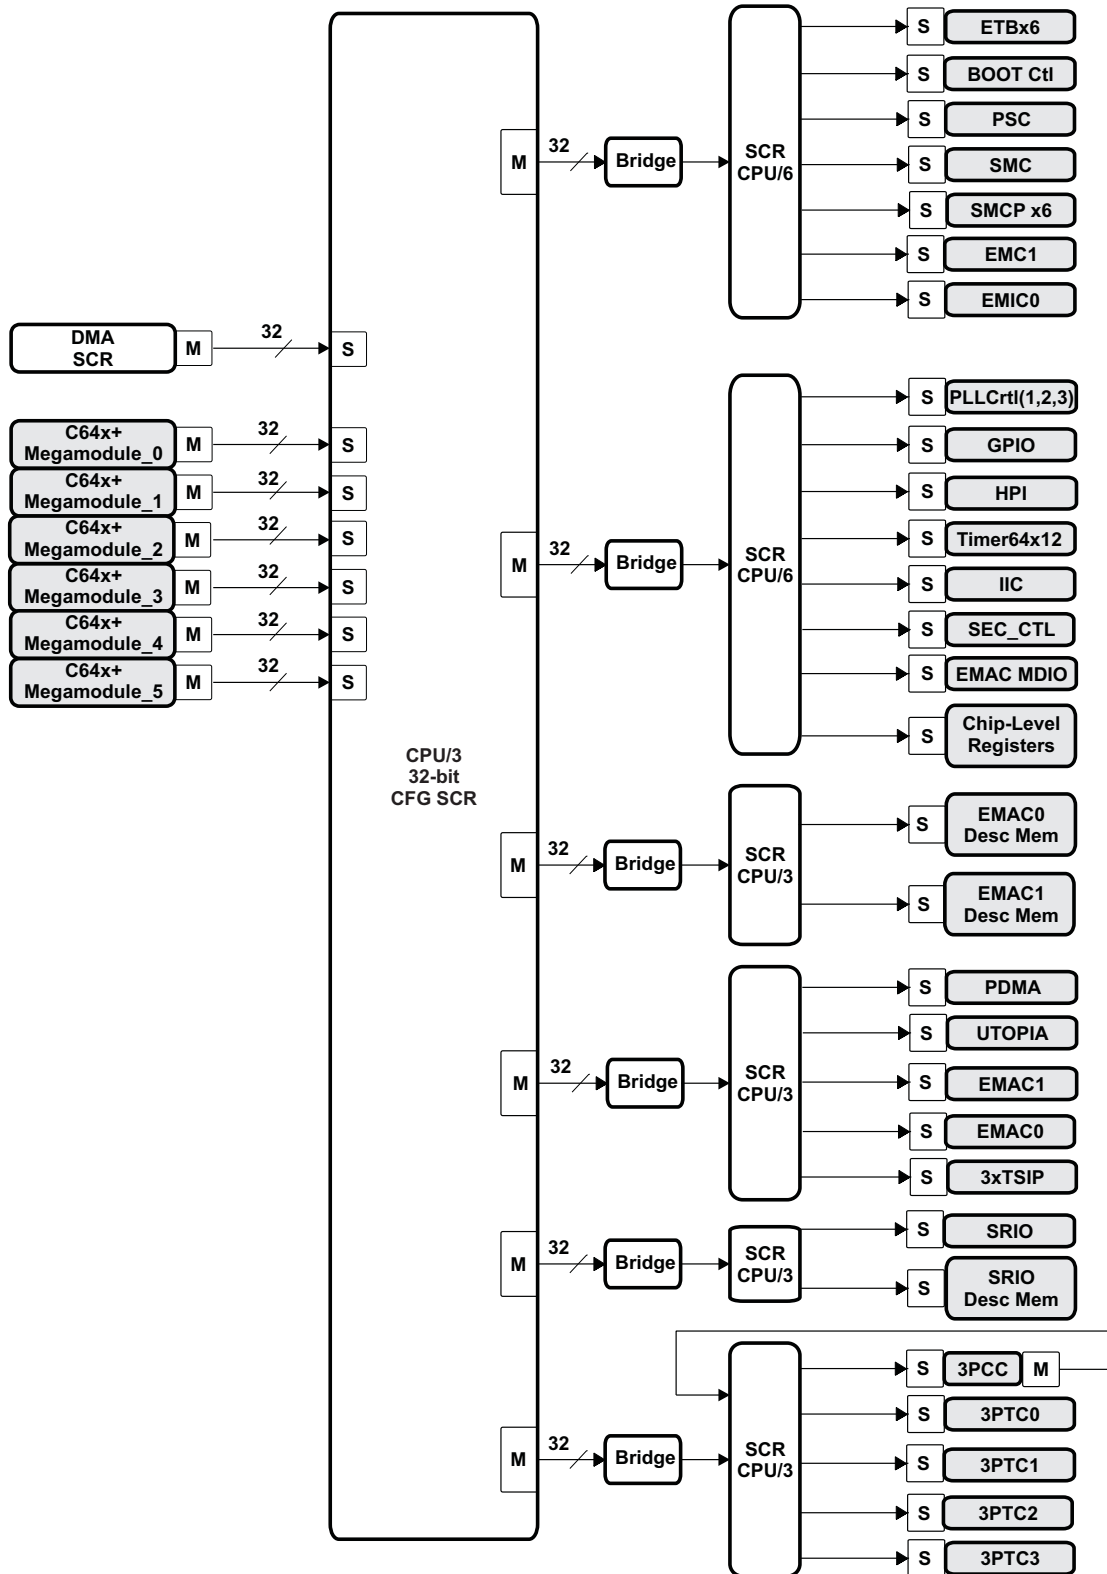 DMA
SCR
M
32
S
C64x+
Megamodule_0
M
32
S
C64x+
Megamodule_1
M
32
S
C64x+
Megamodule_2
M
32
S
C64x+
Megamodule_3
M
32
S
C64x+
Megamodule_4
M
32
S
C64x+
Megamodule_5
M
32
S
CPU/3
32-bit
CFG SCR
M
32
Bridge
SCR
CPU/6
S
ETBx6
S
BOOT Ctl
S
PSC
S
SMC
S
SMCP x6
S
EMC1
S
EMIC0
M
32
Bridge
SCR
CPU/6
S
PLLCrtl(1,2,3)
S
GPIO
S
HPI
S
Timer64x12
S
IIC
S
SEC_CTL
S
EMAC MDIO
S
Chip-Level
Registers
M
32
Bridge
SCR
CPU/3
S
EMAC0
Desc Mem
S
EMAC1
Desc Mem
M
32
Bridge
SCR
CPU/3
S
PDMA
S
UTOPIA
S
EMAC1
S
EMAC0
S
3xTSIP
M
32
Bridge
SCR
CPU/3
S
SRIO
S
SRIO
Desc Mem
M
32
Bridge
SCR
CPU/3
S
3PCC
M
S
3PTC0
S
3PTC1
S
3PTC2
S
3PTC3